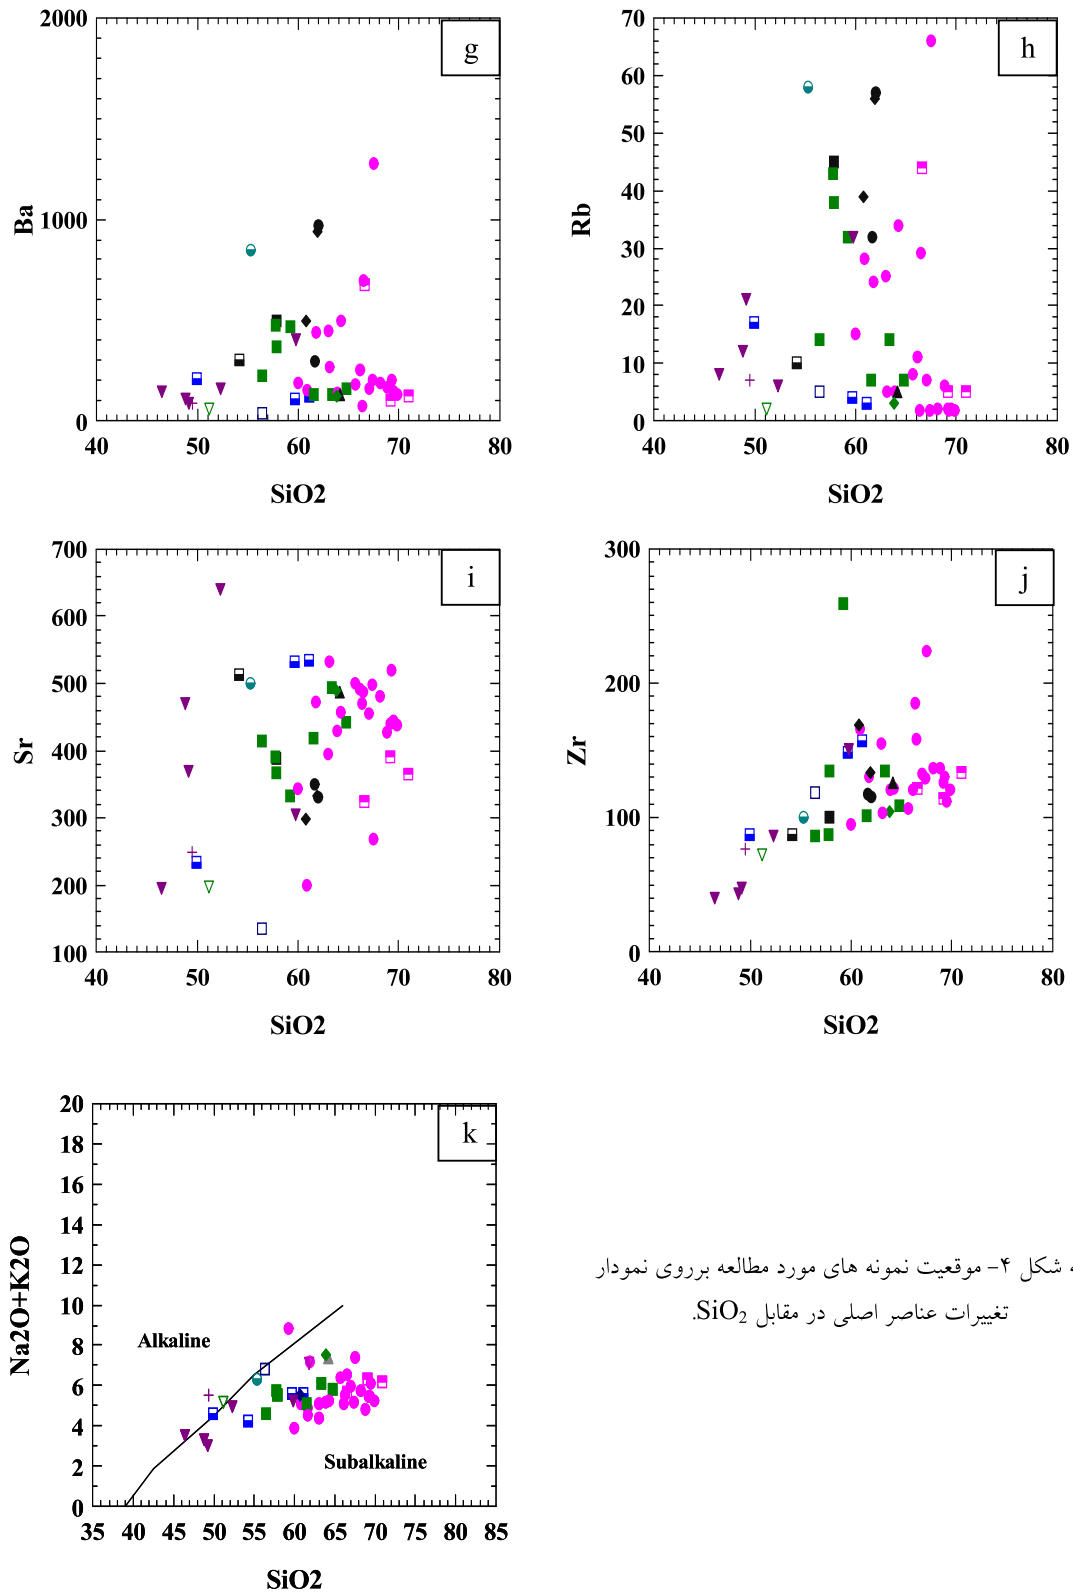 g
2000
1000
0
Ba
40 50 60 70 80
SiO2
h
70
60
50
40
30
20
10
0
Rb
40 50 60 70 80
SiO2
i
700
600
500
400
300
200
100
Sr
40 50 60 70 80
SiO2
j
300
200
100
0
Zr
40 50 60 70 80
SiO2
k
20
18
16
14
12
10
8
6
4
2
0
Na2O+K2O
Alkaline
Subalkaline
35 40 45 50 55 60 65 70 75 80 85
SiO2
ه شکل ۴- موقعیت نمونه های مورد مطالعه برروی نمودار
تغییرات عناصر اصلی در مقابل SiO2.